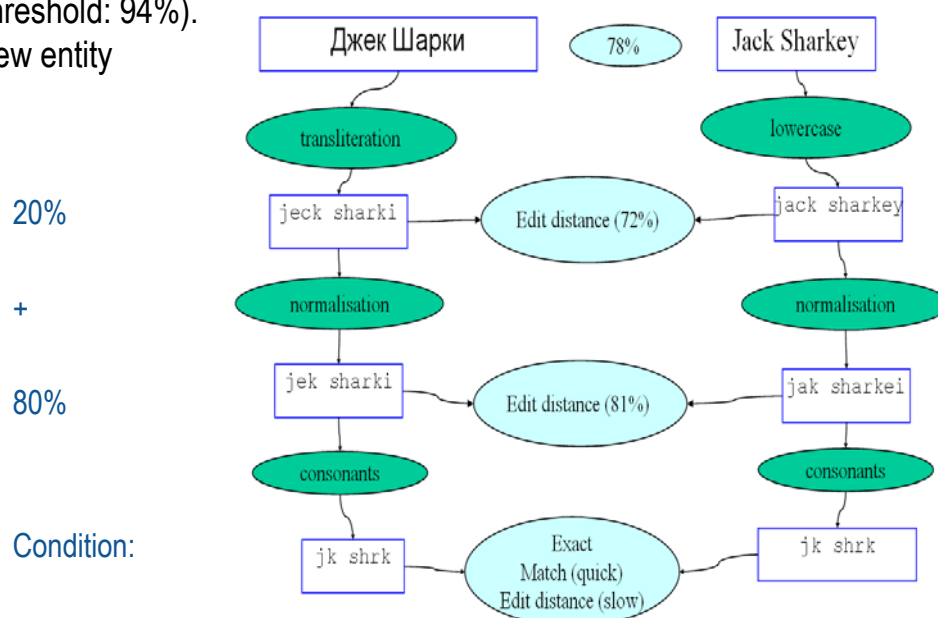 hreshold: 94%).
ew entity
Джек Шарки
78%
Jack Sharkey
transliteration
lowercase
20%
jeck sharki
Edit distance (72%)
jack sharkey
+
normalisation
normalisation
80%
jek sharki
Edit distance (81%)
jak sharkei
consonants
consonants
Condition:
jk shrk
Exact
Match (quick)
Edit distance (slow)
jk shrk